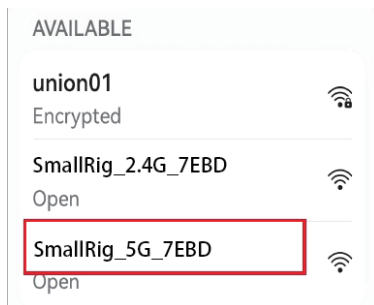 AVAILABLE
union01
Encrypted
SmallRig_2.4G_7EBD
Open
SmallRig_5G_7EBD
Open